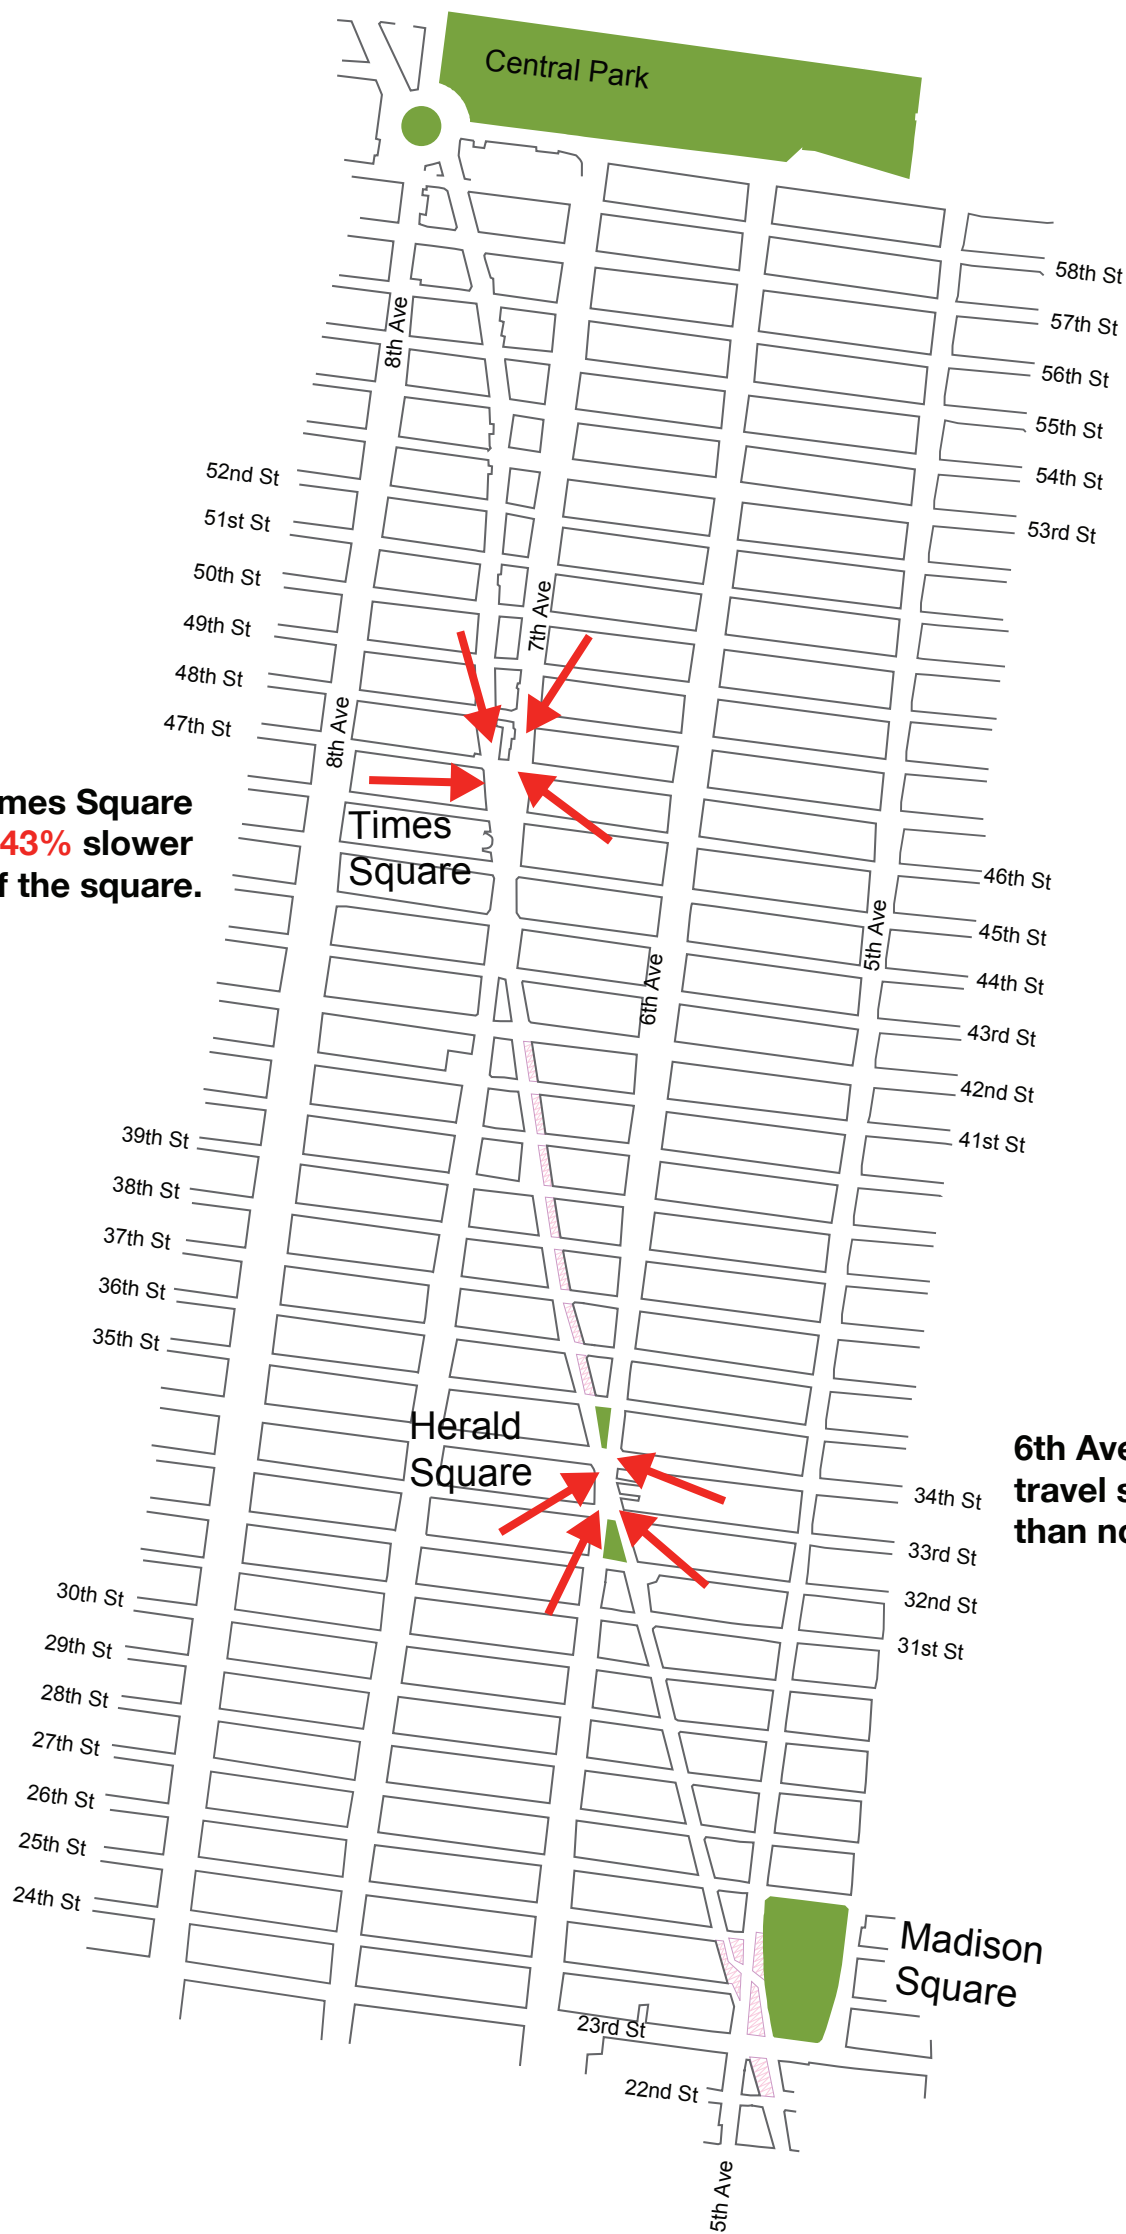 Central Park
58th St
57th St
8th Ave
56th St
55th St
52nd St
54th St
51st St
53rd St
50th St
7th Ave
49th St
48th St
47th St
8th Ave
mes Square
43% slower
f the square.
Times
Square
46th St
5th Ave
45th St
6th Ave
44th St
43rd St
42nd St
39th St
41st St
38th St
37th St
36th St
35th St
Herald
Square
6th Ave
travel s
than no
34th St
33rd St
30th St
32nd St
29th St
31st St
28th St
27th St
26th St
25th St
24th St
Madison
Square
23rd St
22nd St
5th Ave